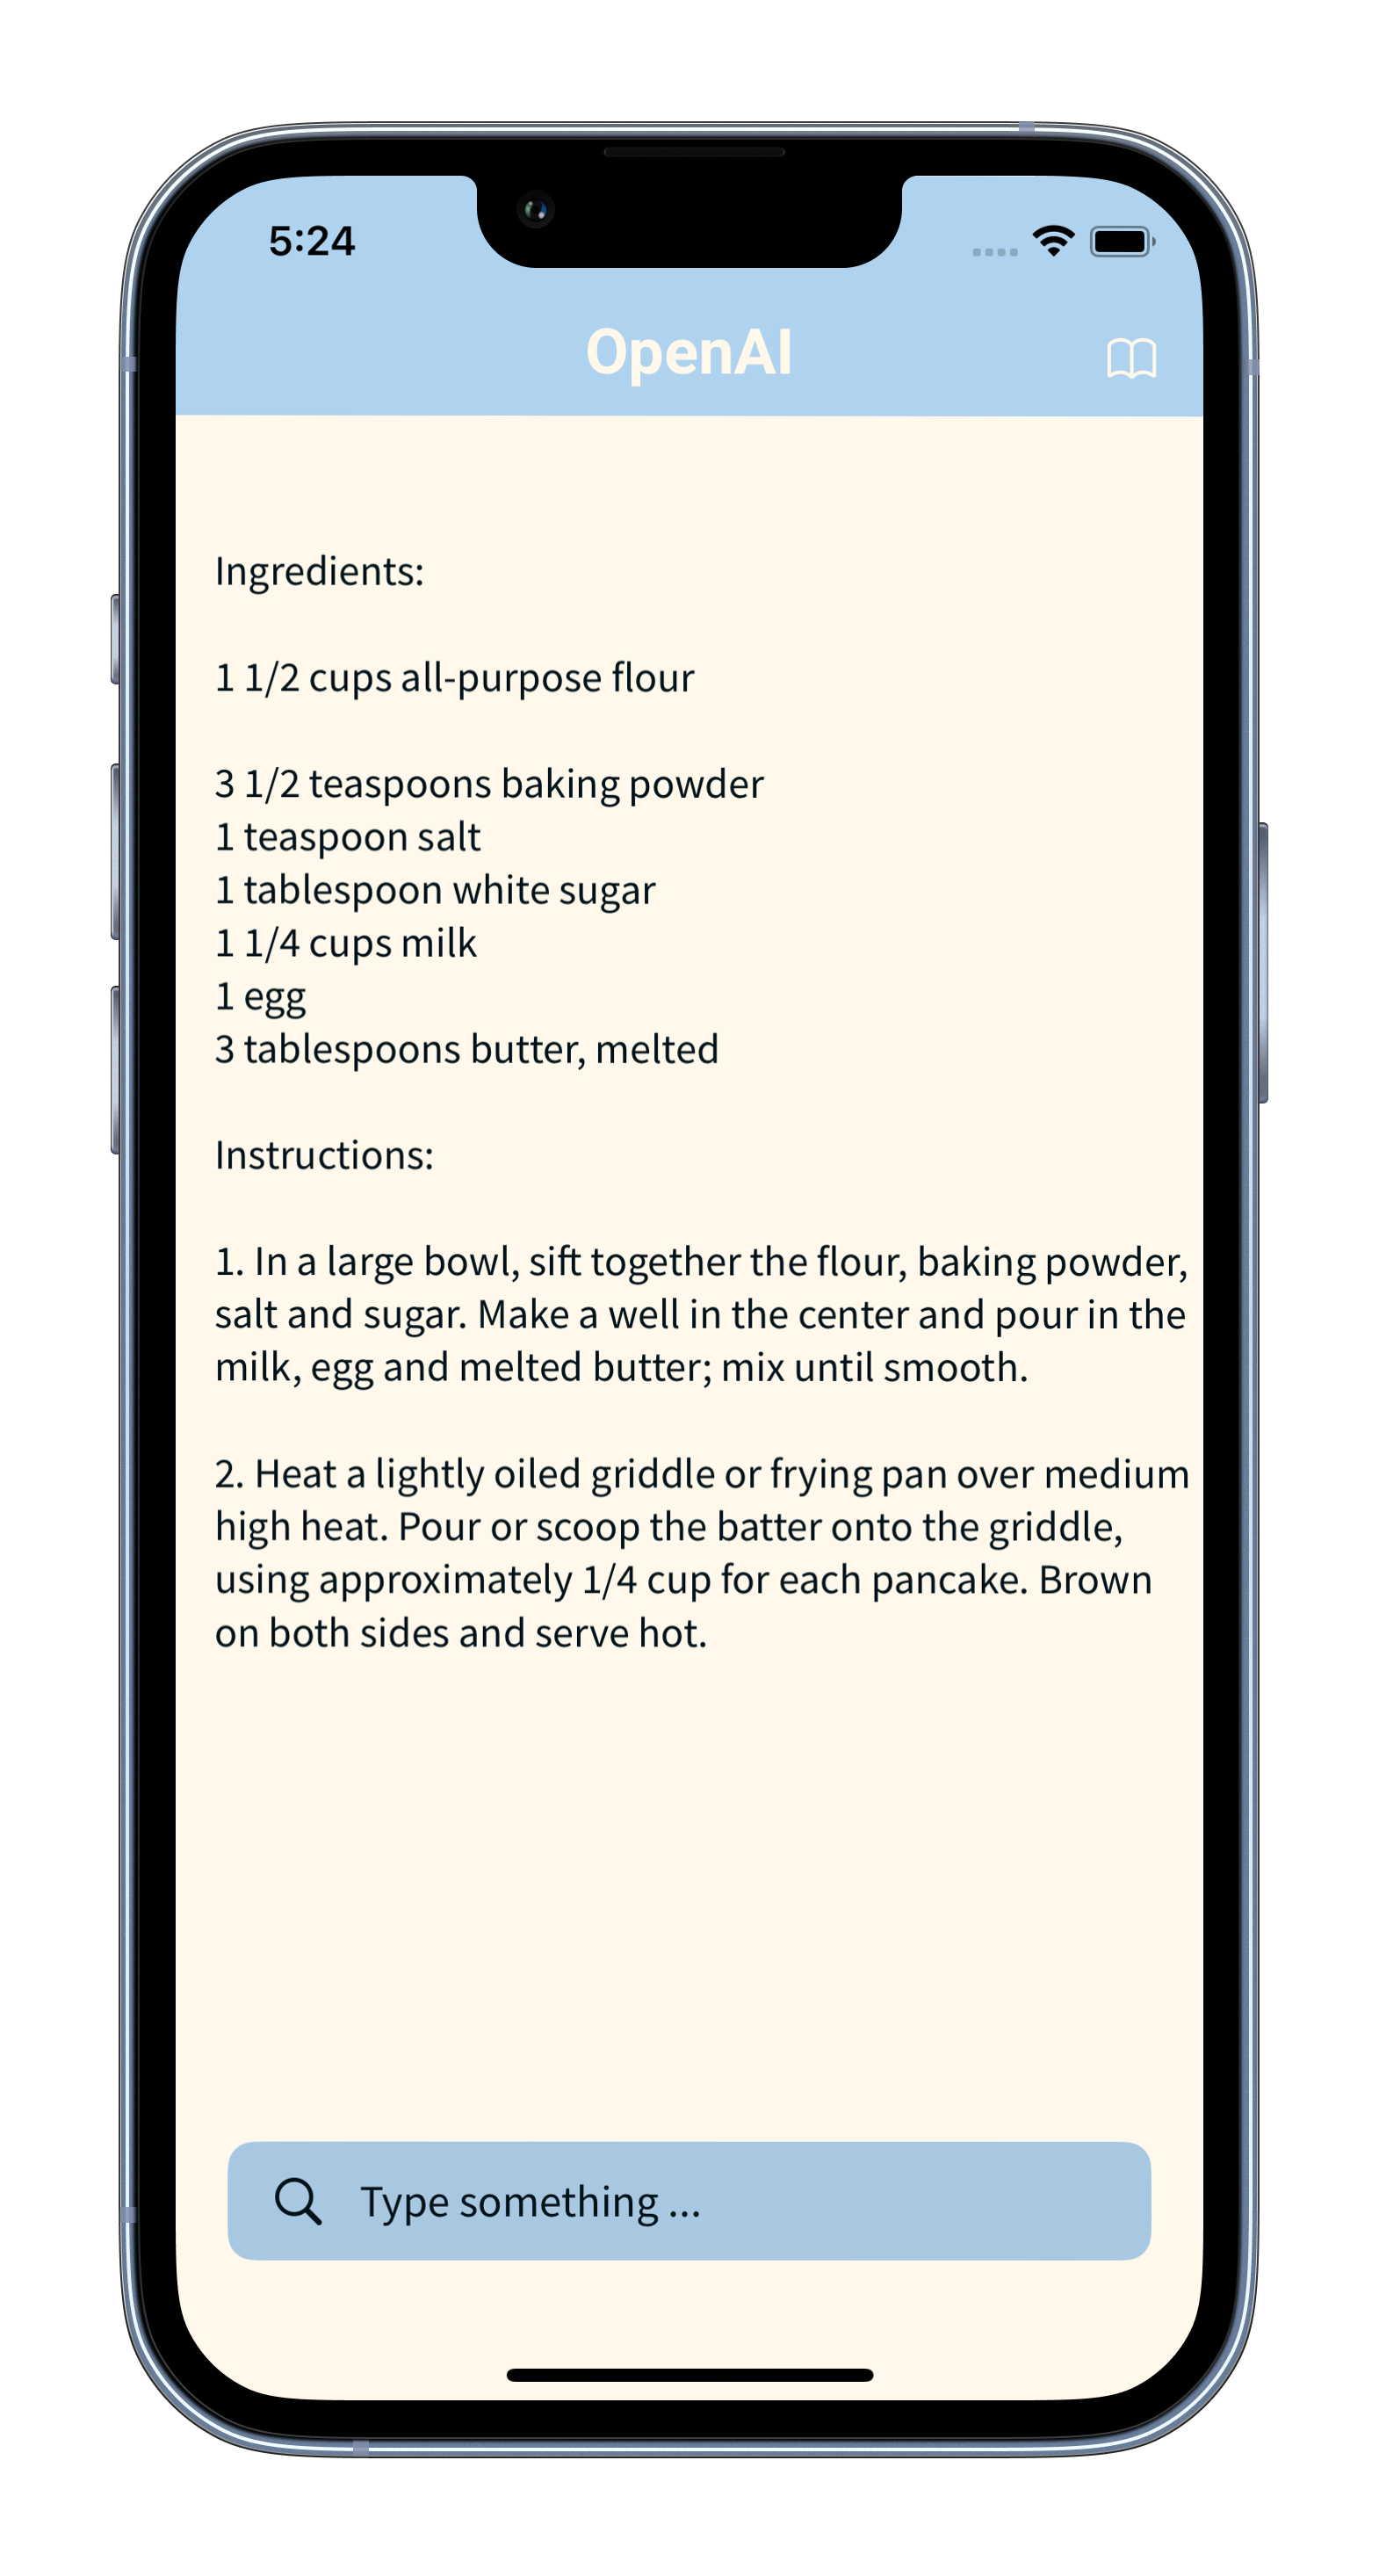 5:24
OpenAI
Ingredients:
1 1/2 cups all-purpose flour
3 1/2 teaspoons baking powder
1 teaspoon salt
1 tablespoon white sugar
1 1/4 cups milk
1 egg
3 tablespoons butter, melted
Instructions:
1. In a large bowl, sift together the flour, baking powder,
salt and sugar. Make a well in the center and pour in the
milk, egg and melted butter; mix until smooth.
2. Heat a lightly oiled griddle or frying pan over medium
high heat. Pour or scoop the batter onto the griddle,
using approximately 1/4 cup for each pancake. Brown
on both sides and serve hot.
Type something ...